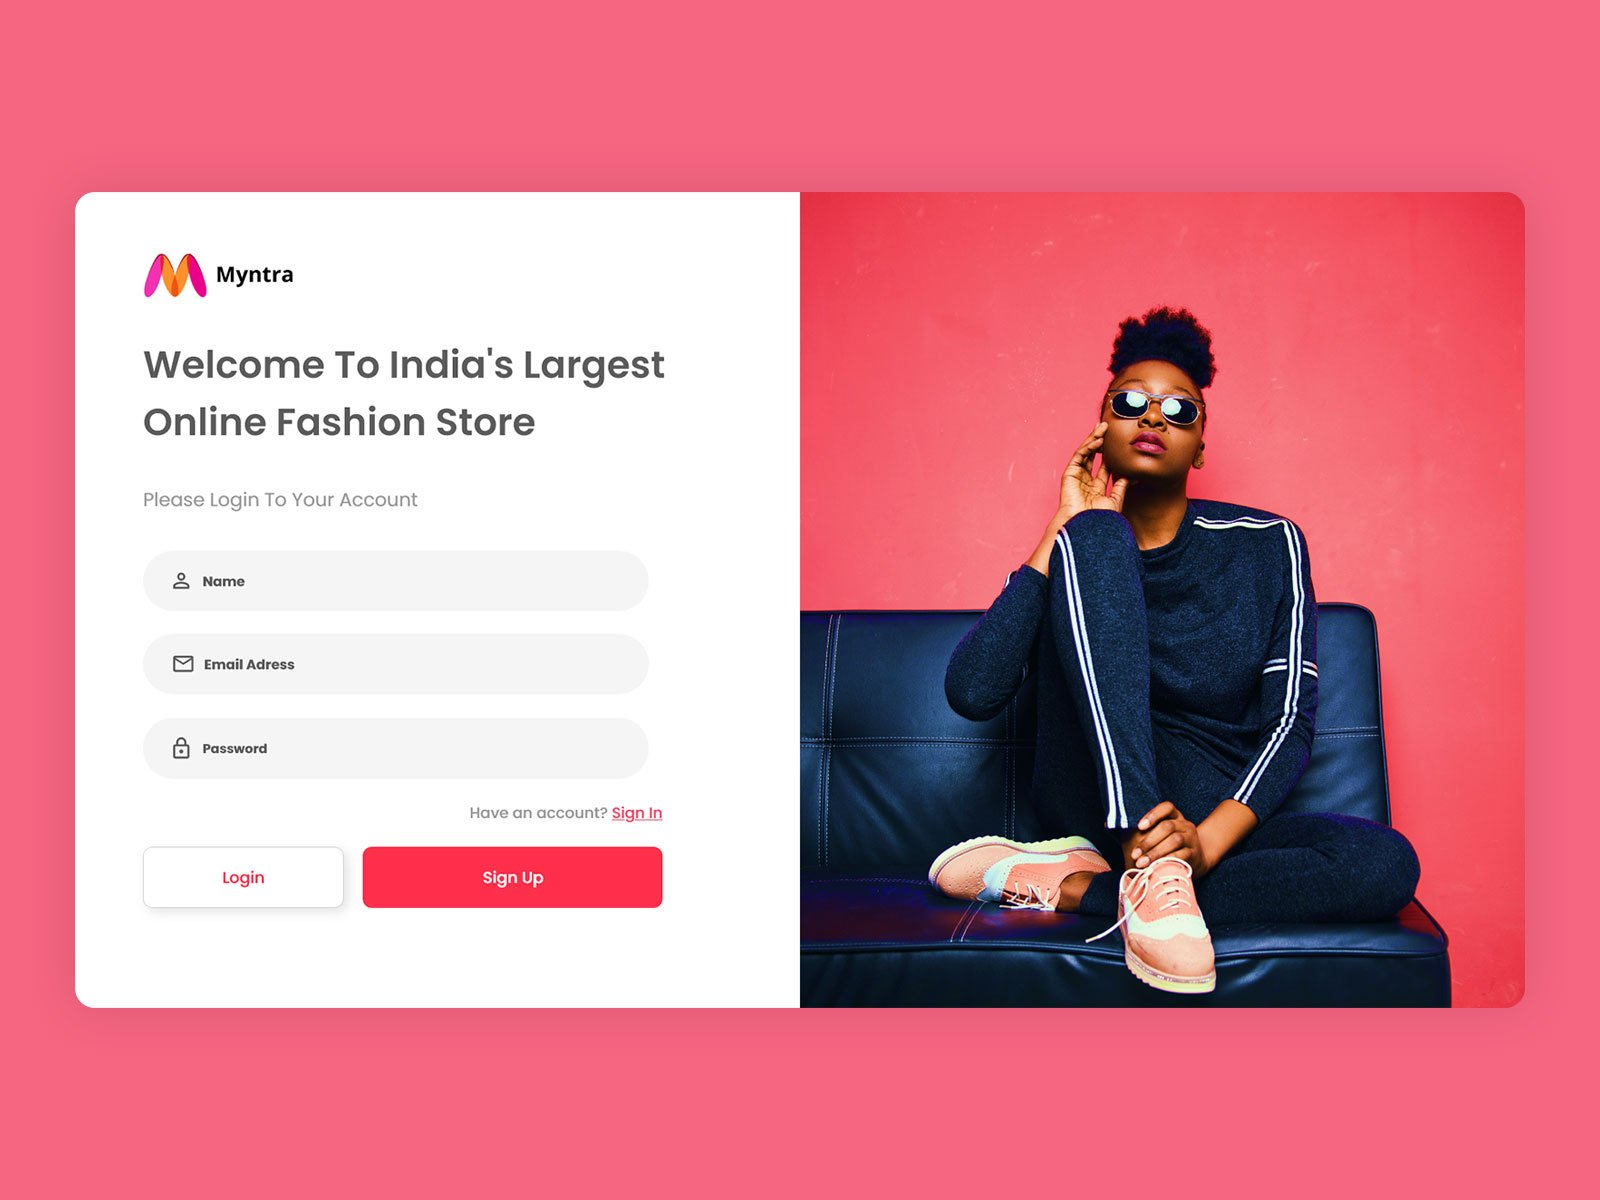 Myntra
Welcome To India's Largest
Online Fashion Store
Please Login To Your Account
Name
Email Adress
Password
Have an account? Sign In
Login
Sign Up